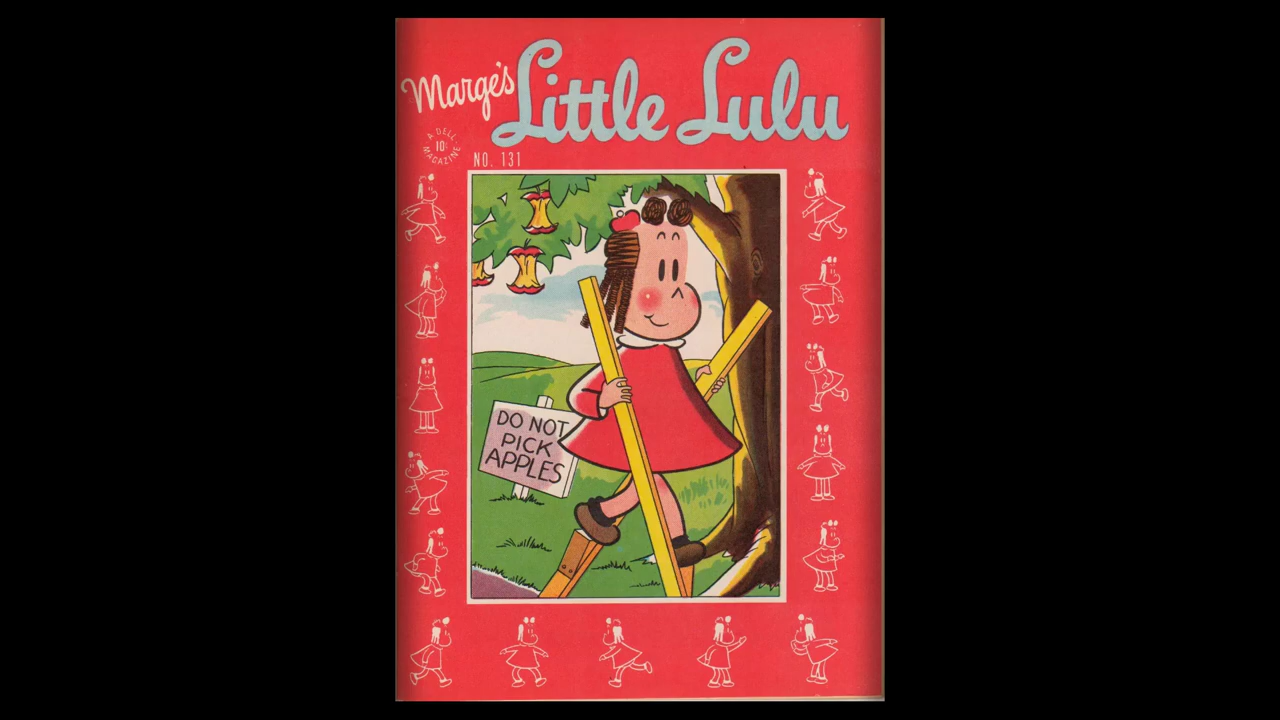 Marge's Little Lulu
A DELL
10¢
MAGAZINE
NO. 131
DO NOT
PICK
APPLES